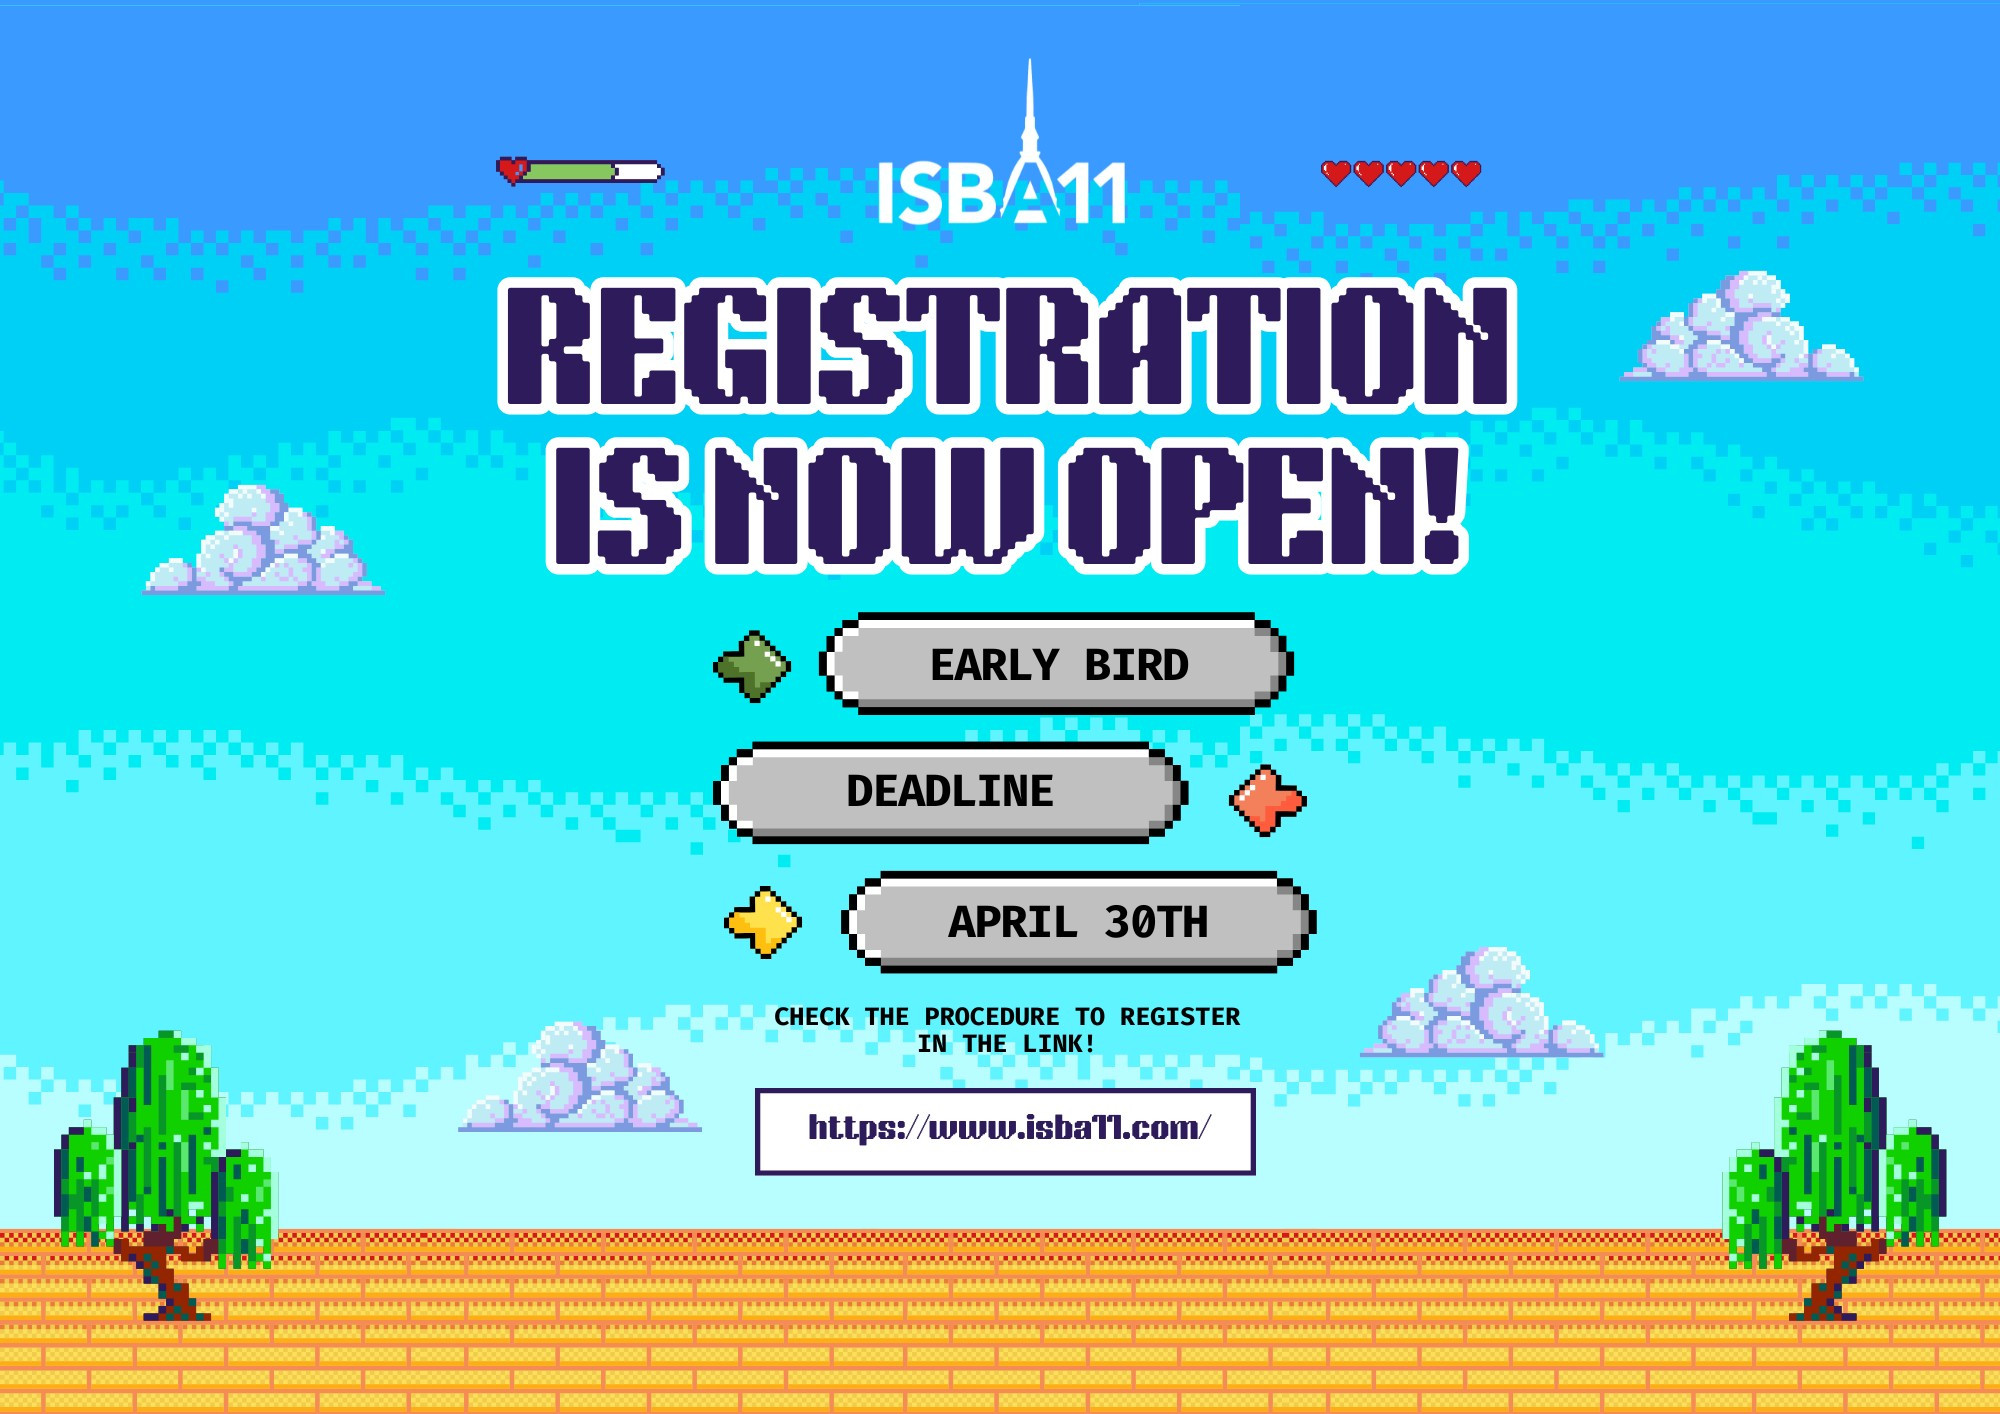 ISBA11
REGISTRATION
IS NOW OPEN!
EARLY BIRD
DEADLINE
APRIL 30TH
CHECK THE PROCEDURE TO REGISTER
IN THE LINK!
https://www.isba11.com/